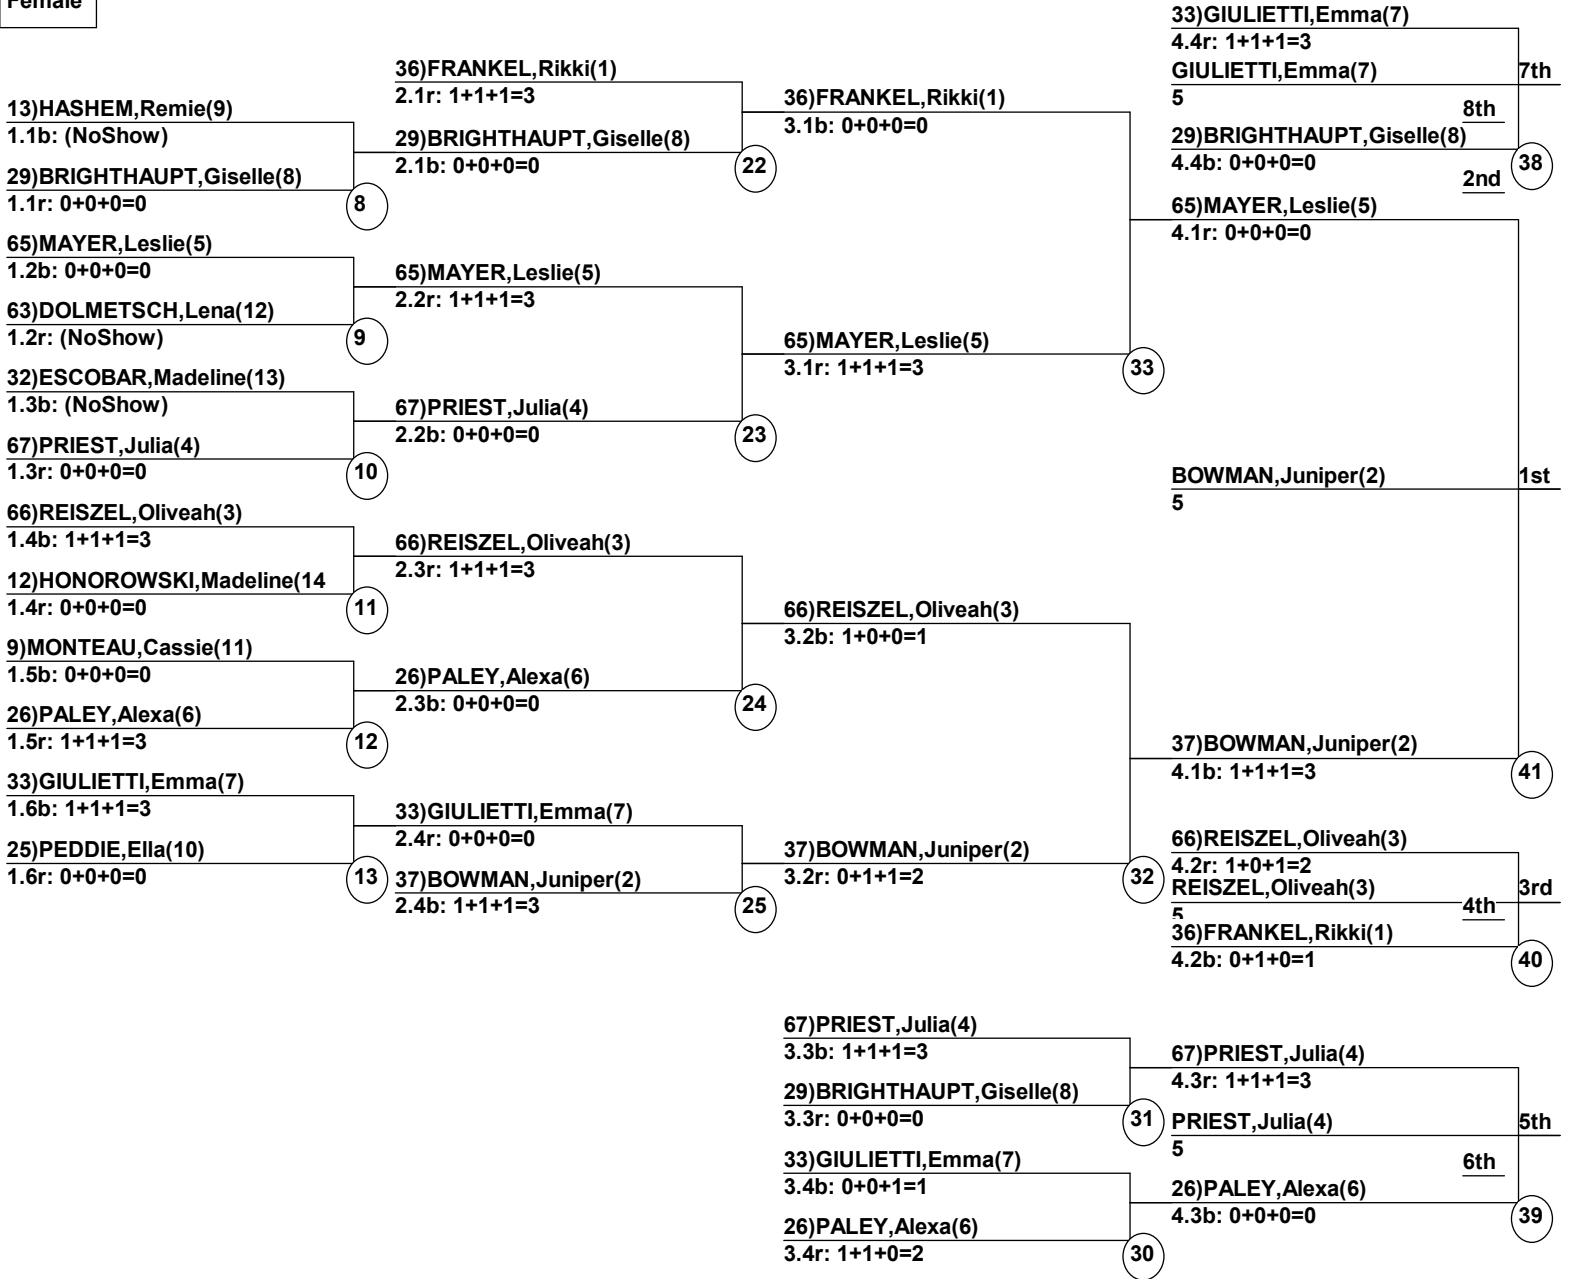 Female
13)HASHEM,Remie(9)
1.1b: (NoShow)
29)BRIGHTHAUPT,Giselle(8)
1.1r: 0+0+0=0
8
65)MAYER,Leslie(5)
1.2b: 0+0+0=0
63)DOLMETSCH,Lena(12)
1.2r: (NoShow)
9
32)ESCOBAR,Madeline(13)
1.3b: (NoShow)
67)PRIEST,Julia(4)
1.3r: 0+0+0=0
10
66)REISZEL,Oliveah(3)
1.4b: 1+1+1=3
12)HONOROWSKI,Madeline(14
1.4r: 0+0+0=0
11
9)MONTEAU,Cassie(11)
1.5b: 0+0+0=0
26)PALEY,Alexa(6)
1.5r: 1+1+1=3
12
33)GIULIETTI,Emma(7)
1.6b: 1+1+1=3
25)PEDDIE,Ella(10)
1.6r: 0+0+0=0
13
36)FRANKEL,Rikki(1)
2.1r: 1+1+1=3
29)BRIGHTHAUPT,Giselle(8)
2.1b: 0+0+0=0
22
65)MAYER,Leslie(5)
2.2r: 1+1+1=3
67)PRIEST,Julia(4)
2.2b: 0+0+0=0
23
66)REISZEL,Oliveah(3)
2.3r: 1+1+1=3
26)PALEY,Alexa(6)
2.3b: 0+0+0=0
24
33)GIULIETTI,Emma(7)
2.4r: 0+0+0=0
37)BOWMAN,Juniper(2)
2.4b: 1+1+1=3
25
36)FRANKEL,Rikki(1)
3.1b: 0+0+0=0
65)MAYER,Leslie(5)
3.1r: 1+1+1=3
33
66)REISZEL,Oliveah(3)
3.2b: 1+0+0=1
37)BOWMAN,Juniper(2)
3.2r: 0+1+1=2
32
67)PRIEST,Julia(4)
3.3b: 1+1+1=3
29)BRIGHTHAUPT,Giselle(8)
3.3r: 0+0+0=0
31
33)GIULIETTI,Emma(7)
3.4b: 0+0+1=1
26)PALEY,Alexa(6)
3.4r: 1+1+0=2
30
33)GIULIETTI,Emma(7)
4.4r: 1+1+1=3
GIULIETTI,Emma(7) 7th
5
8th
29)BRIGHTHAUPT,Giselle(8)
4.4b: 0+0+0=0
38
2nd
65)MAYER,Leslie(5)
4.1r: 0+0+0=0
BOWMAN,Juniper(2) 1st
5
37)BOWMAN,Juniper(2)
4.1b: 1+1+1=3
41
66)REISZEL,Oliveah(3)
4.2r: 1+0+1=2
REISZEL,Oliveah(3) 3rd
5
4th
36)FRANKEL,Rikki(1)
4.2b: 0+1+0=1
40
67)PRIEST,Julia(4)
4.3r: 1+1+1=3
PRIEST,Julia(4) 5th
5
6th
26)PALEY,Alexa(6)
4.3b: 0+0+0=0
39